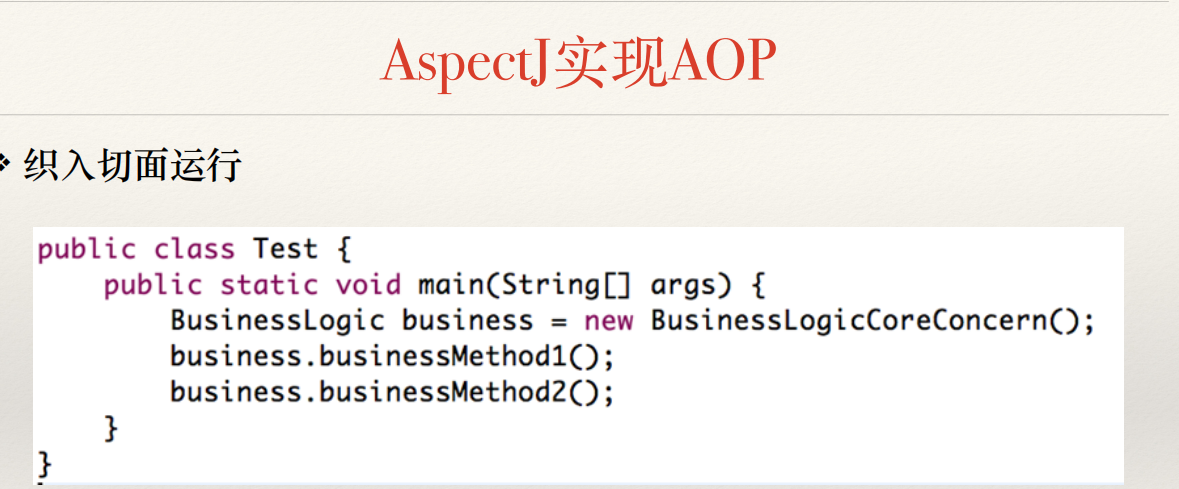 AspectJ实现AOP
❖ 织入切面运行
public class Test {
    public static void main(String[] args) {
        BusinessLogic business = new BusinessLogicCoreConcern();
        business.businessMethod1();
        business.businessMethod2();
    }
}